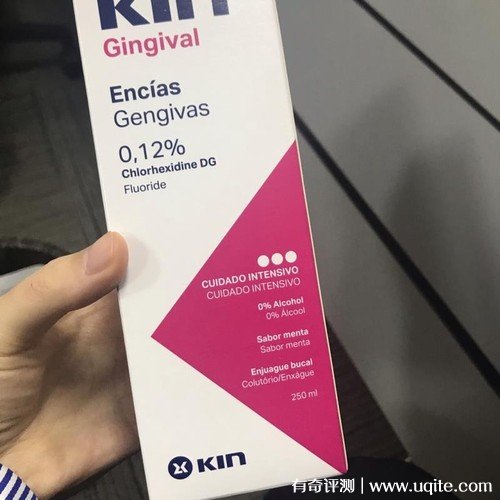 KIN
Gingival
Encías
Gengivas
0,12%
Chlorhexidine DG
Fluoride
CUIDADO INTENSIVO
CUIDADO INTENSIVO
0% Alcohol
0% Álcool
Sabor menta
Sabor menta
Enjuague bucal
Colutório/Enxágue
250 ml
KIN
有奇评测 | www.uqite.com